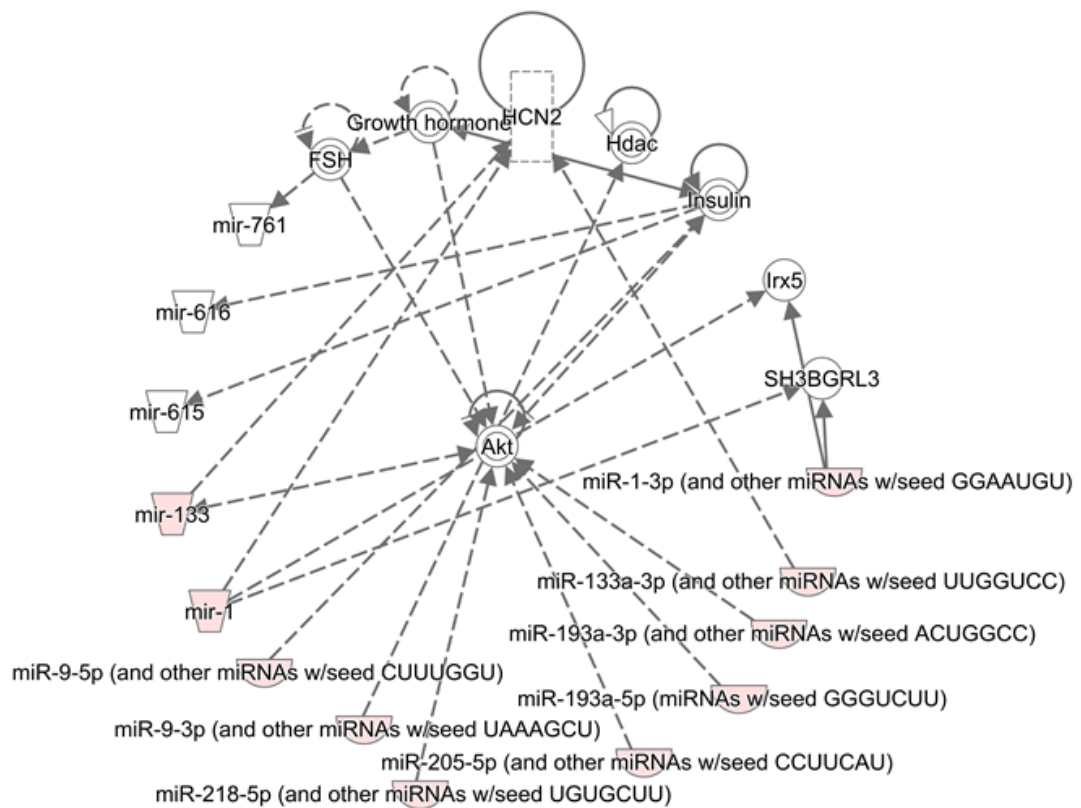 HCN2
Growth hormone
Hdac
FSH
Insulin
mir-761
Irx5
mir-616
SH3BGRL3
mir-615
Akt
miR-1-3p (and other miRNAs w/seed GGAAUGU)
mir-133
miR-133a-3p (and other miRNAs w/seed UUGGUCC)
mir-1
miR-193a-3p (and other miRNAs w/seed ACUGGCC)
miR-9-5p (and other miRNAs w/seed CUUUGGU)
miR-193a-5p (miRNAs w/seed GGGUCUU)
miR-9-3p (and other miRNAs w/seed UAAAGCU)
miR-205-5p (and other miRNAs w/seed CCUUCAU)
miR-218-5p (and other miRNAs w/seed UGUGCUU)